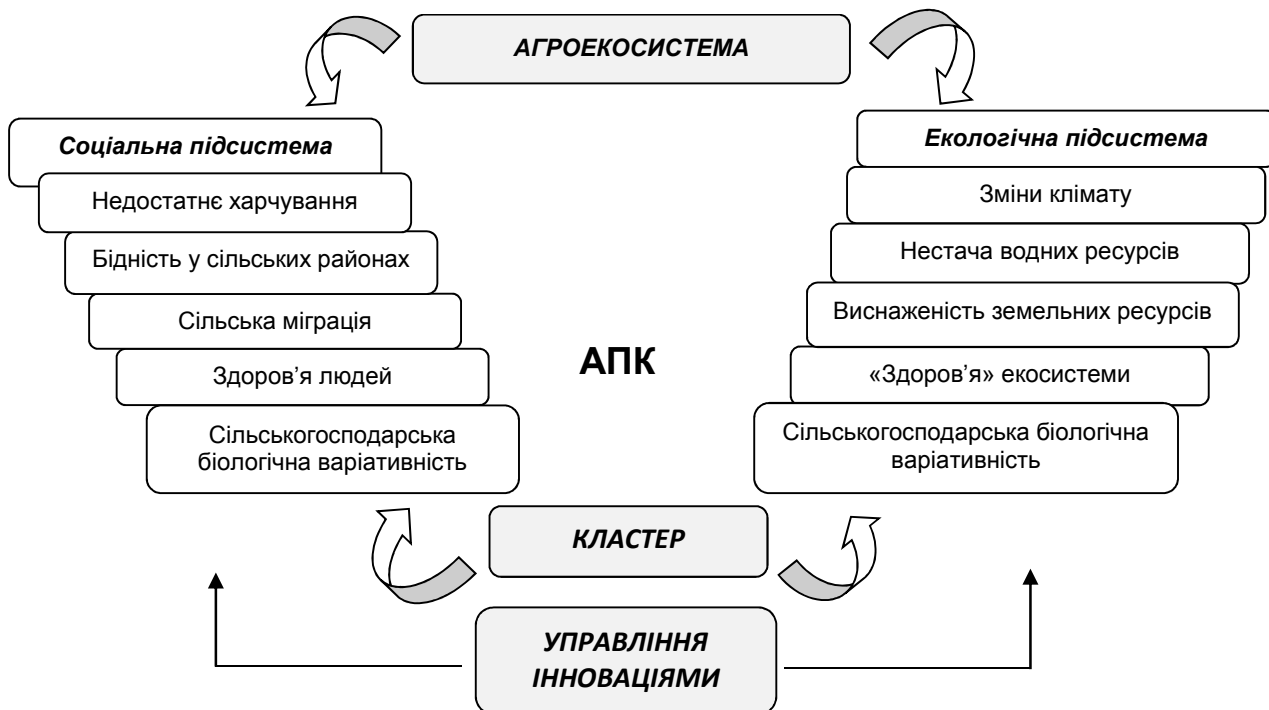 АГРОЕКОСИСТЕМА
Соціальна підсистема
Недостатнє харчування
Бідність у сільських районах
Сільська міграція
Здоров’я людей
Сільськогосподарська
біологічна варіативність
АПК
Екологічна підсистема
Зміни клімату
Нестача водних ресурсів
Виснаженість земельних ресурсів
«Здоров’я» екосистеми
Сільськогосподарська біологічна
варіативність
КЛАСТЕР
УПРАВЛІННЯ
ІННОВАЦІЯМИ